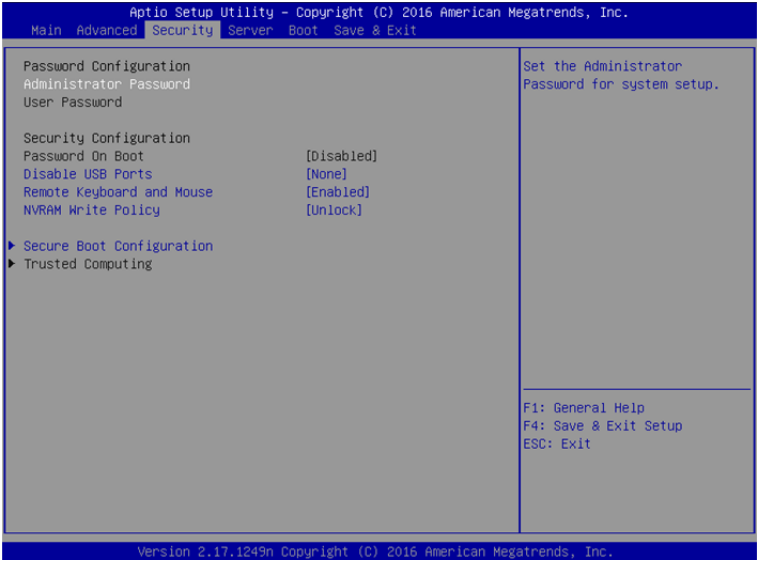 Aptio Setup Utility – Copyright (C) 2016 American Megatrends, Inc.
Main Advanced Security Server Boot Save & Exit
Password Configuration
Administrator Password
User Password
Security Configuration
Password On Boot [Disabled]
Disable USB Ports [None]
Remote Keyboard and Mouse [Enabled]
NVRAM Write Policy [Unlock]
Secure Boot Configuration
Trusted Computing
Set the Administrator
Password for system setup.
F1: General Help
F4: Save & Exit Setup
ESC: Exit
Version 2.17.1249n Copyright (C) 2016 American Megatrends, Inc.